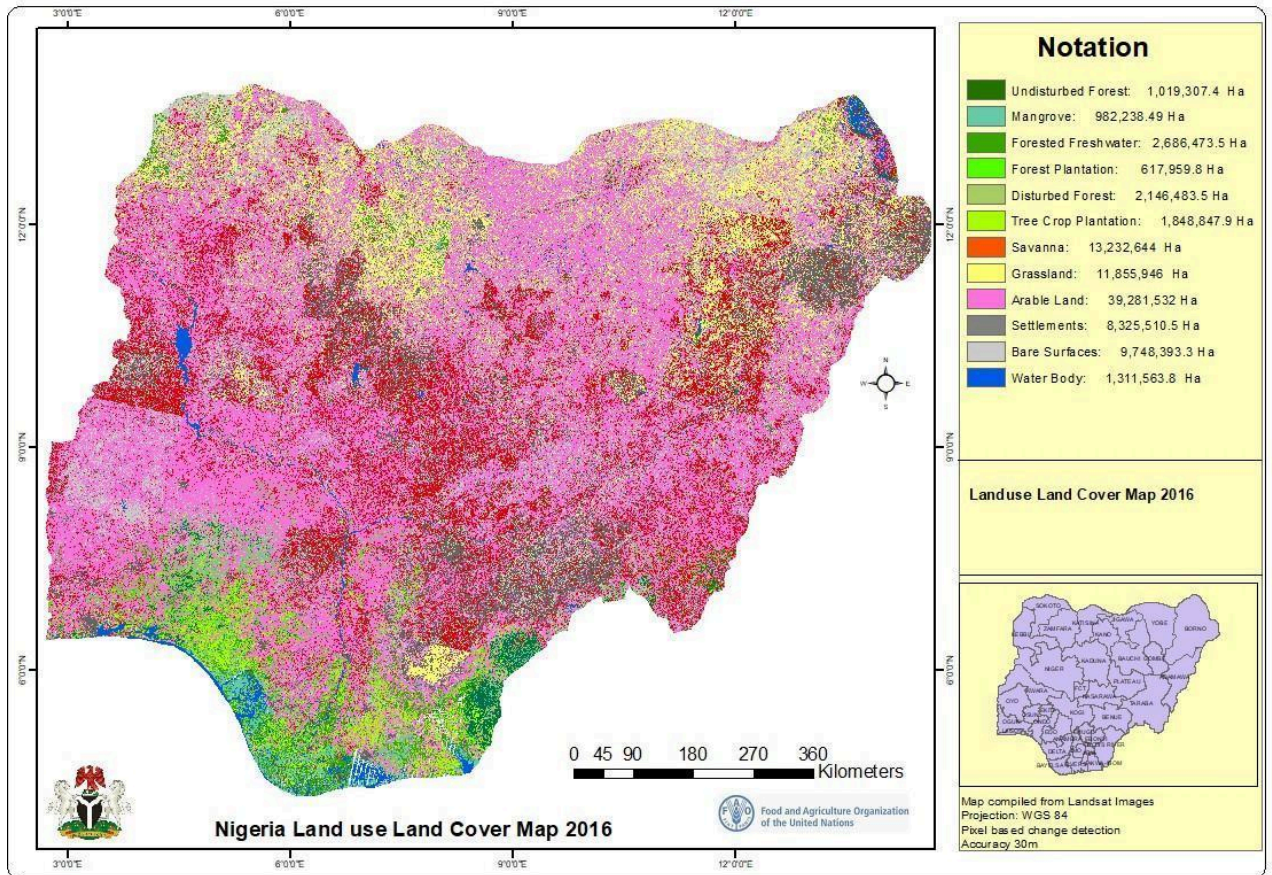 3°0'0"E 6°0'0"E 9°0'0"E 12°0'0"E
12°0'0"N 12°0'0"N
9°0'0"N 9°0'0"N
6°0'0"N 6°0'0"N
N
W E
S
0 45 90 180 270 360
Kilometers
Nigeria Land use Land Cover Map 2016
FAO
Food and Agriculture Organization
of the United Nations
3°0'0"E 6°0'0"E 9°0'0"E 12°0'0"E
Notation
Undisturbed Forest: 1,019,307.4 Ha
Mangrove: 982,238.49 Ha
Forested Freshwater: 2,686,473.5 Ha
Forest Plantation: 617,959.8 Ha
Disturbed Forest: 2,146,483.5 Ha
Tree Crop Plantation: 1,848,847.9 Ha
Savanna: 13,232,644 Ha
Grassland: 11,855,946 Ha
Arable Land: 39,281,532 Ha
Settlements: 8,325,510.5 Ha
Bare Surfaces: 9,748,393.3 Ha
Water Body: 1,311,563.8 Ha
Landuse Land Cover Map 2016
SOKOTO
KATSINA JIGAWA YOBE BORNO
ZAMFARA KANO
KEBBI
KADUNA BAUCHI GOMBE
NIGER
ADAMAWA
PLATEAU
FCT
NASARAWA
KWARA
TARABA
OYO
KOGI
BENUE
OSUN
OGUN
EDO
DELTA
Map compiled from Landsat Images
Projection: WGS 84
Pixel based change detection
Accuracy 30m